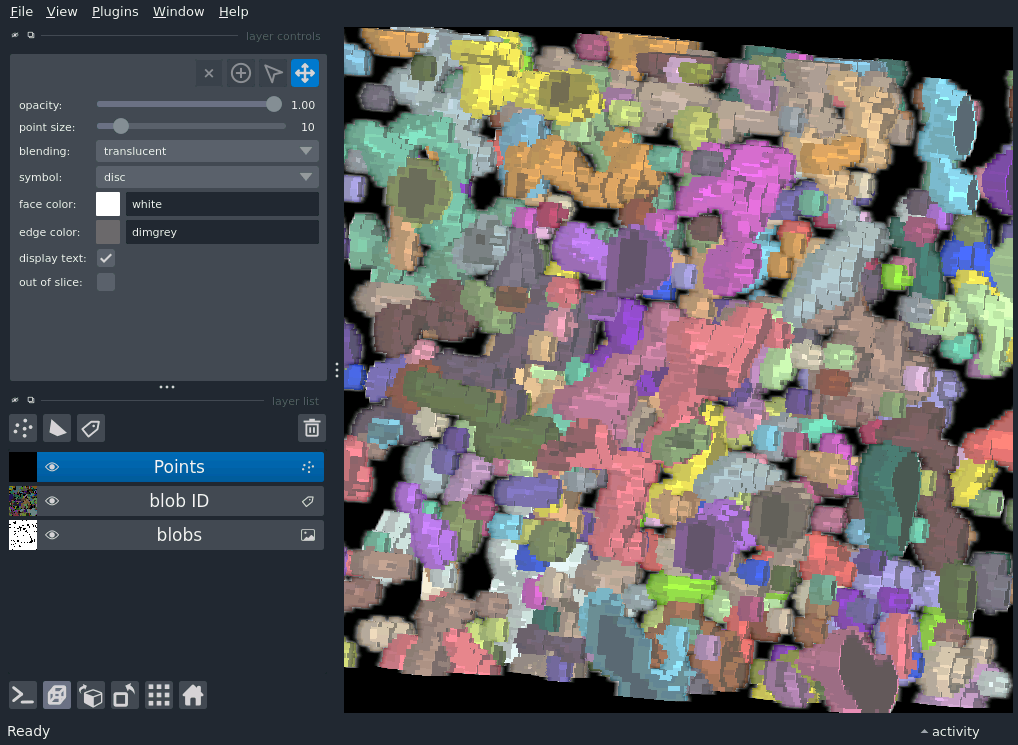 File View Plugins Window Help
layer controls
opacity: 1.00
point size: 10
blending: translucent
symbol: disc
face color: white
edge color: dimgrey
display text:
out of slice:
layer list
Points
blob ID
blobs
Ready activity